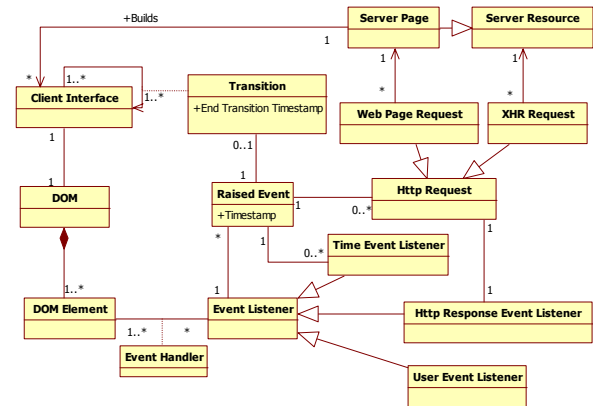 +Builds
Server Page
Server Resource
1
1
*
1..*
1..*
Client Interface
Transition
+End Transition Timestamp
1
*
*
Web Page Request
XHR Request
0..1
1
1
DOM
Raised Event
+Timestamp
1
0..*
Http Request
*
1
1
0..*
Time Event Listener
1..*
1
1
DOM Element
1..*
*
Event Listener
Http Response Event Listener
Event Handler
User Event Listener